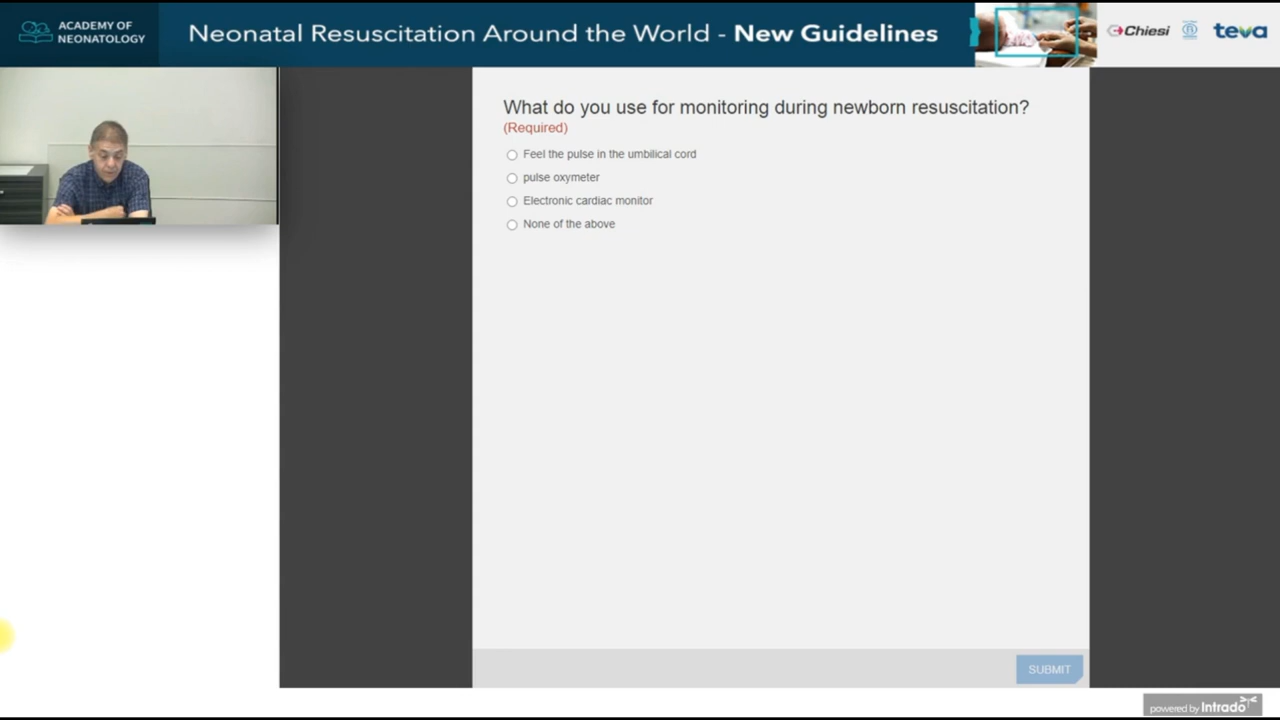 ACADEMY OF
NEONATOLOGY
Neonatal Resuscitation Around the World - New Guidelines
Chiesi
teva
What do you use for monitoring during newborn resuscitation?
(Required)
Feel the pulse in the umbilical cord
pulse oxymeter
Electronic cardiac monitor
None of the above
SUBMIT
powered by Intrado